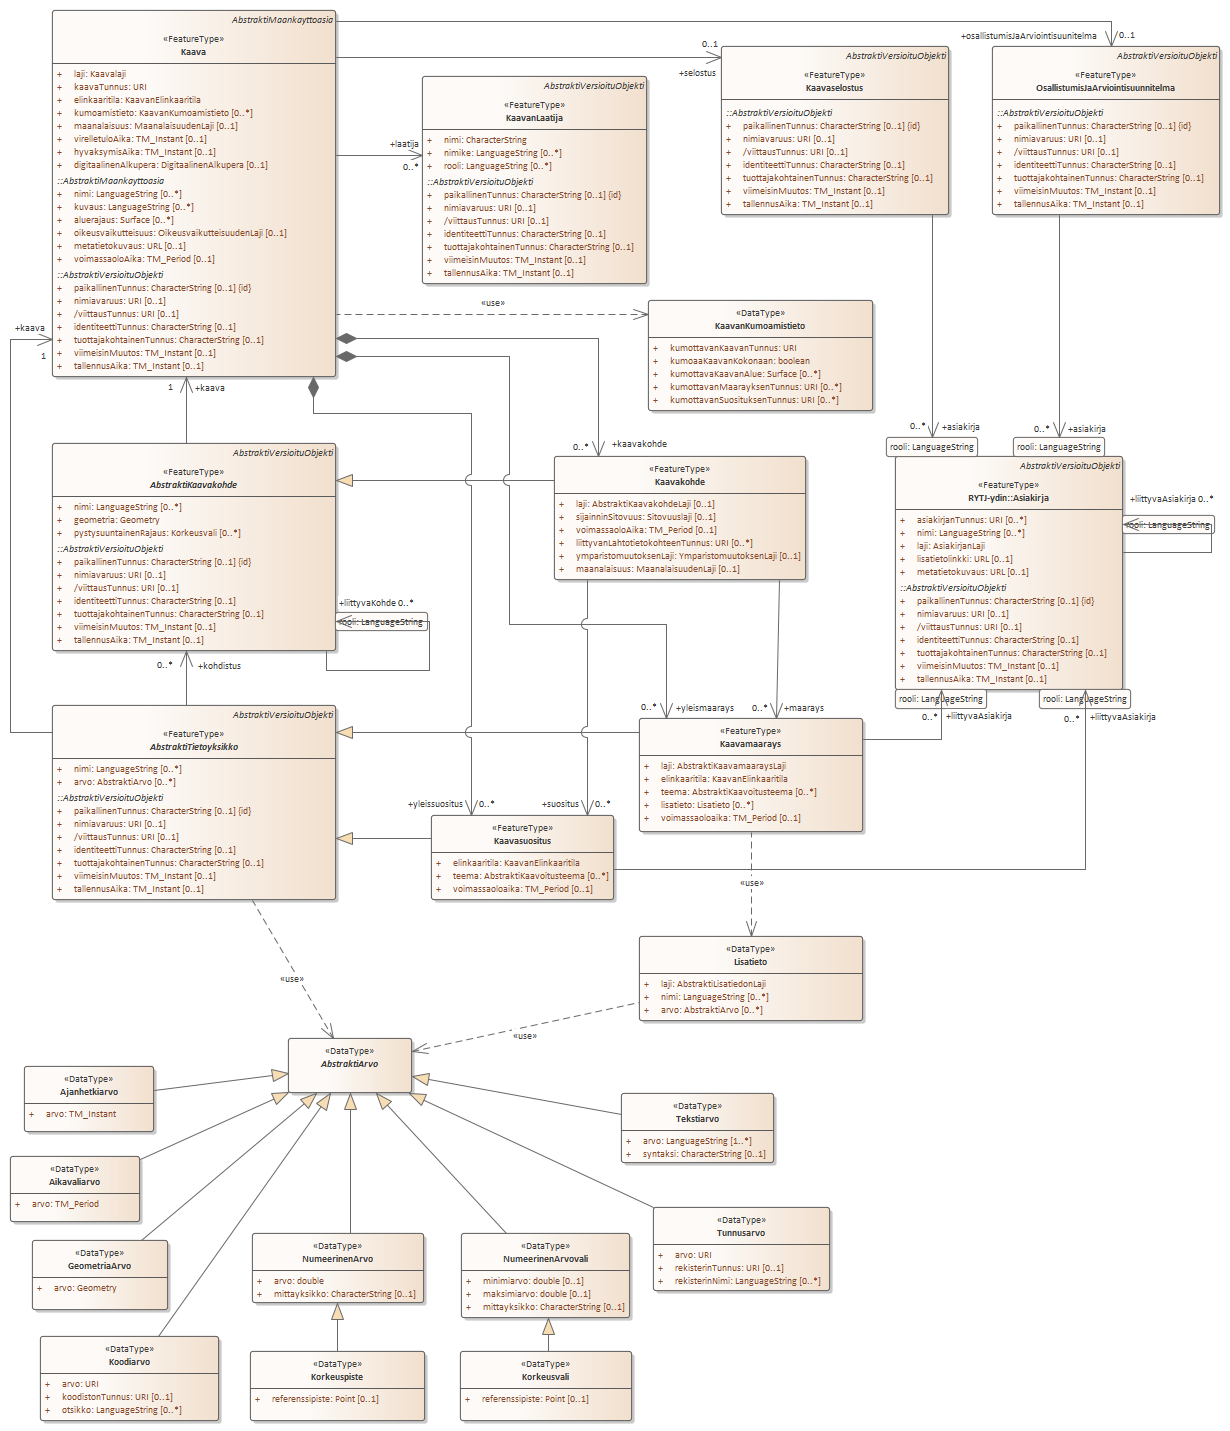 AbstraktiMaankayttoasia
«FeatureType»
Kaava
+ laji: Kaavalaji
+ kaavaTunnus: URI
+ elinkaaritila: KaavanElinkaaritila
+ kumoamistieto: KaavanKumoamistieto [0..*]
+ maanalaisuus: MaanalaisuudenLaji [0..1]
+ vireilletuloAika: TM_Instant [0..1]
+ hyvaksymisAika: TM_Instant [0..1]
+ digitaalinenAlkupera: DigitaalinenAlkupera [0..1]
::AbstraktiMaankayttoasia
+ nimi: LanguageString [0..*]
+ kuvaus: LanguageString [0..*]
+ aluerajaus: Surface [0..*]
+ oikeusvaikutteisuus: OikeusvaikutteisuudenLaji [0..1]
+ metatietokuvaus: URL [0..1]
+ voimassaoloAika: TM_Period [0..1]
::AbstraktiVersioituObjekti
+ paikallinenTunnus: CharacterString [0..1] {id}
+ nimiavaruus: URI [0..1]
+ /viittausTunnus: URI [0..1]
+ identiteettiTunnus: CharacterString [0..1]
+ tuottajakohtainenTunnus: CharacterString [0..1]
+ viimeisinMuutos: TM_Instant [0..1]
+ tallennusAika: TM_Instant [0..1]
+laatija
0..*
AbstraktiVersioituObjekti
«FeatureType»
KaavanLaatija
+ nimi: CharacterString
+ nimike: LanguageString [0..*]
+ rooli: LanguageString [0..*]
::AbstraktiVersioituObjekti
+ paikallinenTunnus: CharacterString [0..1] {id}
+ nimiavaruus: URI [0..1]
+ /viittausTunnus: URI [0..1]
+ identiteettiTunnus: CharacterString [0..1]
+ tuottajakohtainenTunnus: CharacterString [0..1]
+ viimeisinMuutos: TM_Instant [0..1]
+ tallennusAika: TM_Instant [0..1]
0..1
+selostus
AbstraktiVersioituObjekti
«FeatureType»
Kaavaselostus
::AbstraktiVersioituObjekti
+ paikallinenTunnus: CharacterString [0..1] {id}
+ nimiavaruus: URI [0..1]
+ /viittausTunnus: URI [0..1]
+ identiteettiTunnus: CharacterString [0..1]
+ tuottajakohtainenTunnus: CharacterString [0..1]
+ viimeisinMuutos: TM_Instant [0..1]
+ tallennusAika: TM_Instant [0..1]
+osallistumisJaArviointisuunitelma
0..1
AbstraktiVersioituObjekti
«FeatureType»
OsallistumisJaArviointisuunnitelma
::AbstraktiVersioituObjekti
+ paikallinenTunnus: CharacterString [0..1] {id}
+ nimiavaruus: URI [0..1]
+ /viittausTunnus: URI [0..1]
+ identiteettiTunnus: CharacterString [0..1]
+ tuottajakohtainenTunnus: CharacterString [0..1]
+ viimeisinMuutos: TM_Instant [0..1]
+ tallennusAika: TM_Instant [0..1]
«use»
«DataType»
KaavanKumoamistieto
+ kumottavanKaavanTunnus: URI
+ kumoaaKaavanKokonaan: boolean
+ kumottavaKaavanAlue: Surface [0..*]
+ kumottavanMaarayksenTunnus: URI [0..*]
+ kumottavanSuosituksenTunnus: URI [0..*]
+kaava
1
1
+kaava
AbstraktiVersioituObjekti
«FeatureType»
AbstraktiKaavakohde
+ nimi: LanguageString [0..*]
+ geometria: Geometry
+ pystysuuntainenRajaus: Korkeusvali [0..*]
::AbstraktiVersioituObjekti
+ paikallinenTunnus: CharacterString [0..1] {id}
+ nimiavaruus: URI [0..1]
+ /viittausTunnus: URI [0..1]
+ identiteettiTunnus: CharacterString [0..1]
+ tuottajakohtainenTunnus: CharacterString [0..1]
+ viimeisinMuutos: TM_Instant [0..1]
+ tallennusAika: TM_Instant [0..1]
+liittyvaKohde 0..*
rooli: LanguageString
0..*
+kohdistus
0..*
+kaavakohde
«FeatureType»
Kaavakohde
+ laji: AbstraktiKaavakohdeLaji [0..1]
+ sijainninSitovuus: Sitovuuslaji [0..1]
+ voimassaoloAika: TM_Period [0..1]
+ liittyvanLahtotietokohteenTunnus: URI [0..*]
+ ymparistomuutoksenLaji: YmparistomuutoksenLaji [0..1]
+ maanalaisuus: MaanalaisuudenLaji [0..1]
0..*
+asiakirja
rooli: LanguageString
0..*
+asiakirja
rooli: LanguageString
AbstraktiVersioituObjekti
«FeatureType»
RYTJ-ydin::Asiakirja
+ asiakirjanTunnus: URI [0..*]
+ nimi: LanguageString [0..*]
+ laji: AsiakirjanLaji
+ lisatietolinkki: URL [0..1]
+ metatietokuvaus: URL [0..1]
::AbstraktiVersioituObjekti
+ paikallinenTunnus: CharacterString [0..1] {id}
+ nimiavaruus: URI [0..1]
+ /viittausTunnus: URI [0..1]
+ identiteettiTunnus: CharacterString [0..1]
+ tuottajakohtainenTunnus: CharacterString [0..1]
+ viimeisinMuutos: TM_Instant [0..1]
+ tallennusAika: TM_Instant [0..1]
+liittyvaAsiakirja 0..*
rooli: LanguageString
rooli: LanguageString
0..*
+liittyvaAsiakirja
rooli: LanguageString
0..*
+liittyvaAsiakirja
AbstraktiVersioituObjekti
«FeatureType»
AbstraktiTietoyksikko
+ nimi: LanguageString [0..*]
+ arvo: AbstraktiArvo [0..*]
::AbstraktiVersioituObjekti
+ paikallinenTunnus: CharacterString [0..1] {id}
+ nimiavaruus: URI [0..1]
+ /viittausTunnus: URI [0..1]
+ identiteettiTunnus: CharacterString [0..1]
+ tuottajakohtainenTunnus: CharacterString [0..1]
+ viimeisinMuutos: TM_Instant [0..1]
+ tallennusAika: TM_Instant [0..1]
0..*
+yleismaarays
0..*
+maarays
«FeatureType»
Kaavamaarays
+ laji: AbstraktiKaavamaaraysLaji
+ elinkaaritila: KaavanElinkaaritila
+ teema: AbstraktiKaavoitusteema [0..*]
+ lisatieto: Lisatieto [0..*]
+ voimassaoloaika: TM_Period [0..1]
+yleissuositus
0..*
+suositus
0..*
«FeatureType»
Kaavasuositus
+ elinkaaritila: KaavanElinkaaritila
+ teema: AbstraktiKaavoitusteema [0..*]
+ voimassaoloaika: TM_Period [0..1]
«use»
«DataType»
Lisatieto
+ laji: AbstraktiLisatiedonLaji
+ nimi: LanguageString [0..*]
+ arvo: AbstraktiArvo [0..*]
«use»
«use»
«DataType»
AbstraktiArvo
«DataType»
Ajanhetkiarvo
+ arvo: TM_Instant
«DataType»
Tekstiarvo
+ arvo: LanguageString [1..*]
+ syntaksi: CharacterString [0..1]
«DataType»
Aikavaliarvo
+ arvo: TM_Period
«DataType»
Tunnusarvo
+ arvo: URI
+ rekisterinTunnus: URI [0..1]
+ rekisterinNimi: LanguageString [0..*]
«DataType»
GeometriaArvo
+ arvo: Geometry
«DataType»
NumeerinenArvo
+ arvo: double
+ mittayksikko: CharacterString [0..1]
«DataType»
NumeerinenArvovali
+ minimiarvo: double [0..1]
+ maksimiarvo: double [0..1]
+ mittayksikko: CharacterString [0..1]
«DataType»
Koodiarvo
+ arvo: URI
+ koodistonTunnus: URI [0..1]
+ otsikko: LanguageString [0..*]
«DataType»
Korkeuspiste
+ referenssipiste: Point [0..1]
«DataType»
Korkeusvali
+ referenssipiste: Point [0..1]